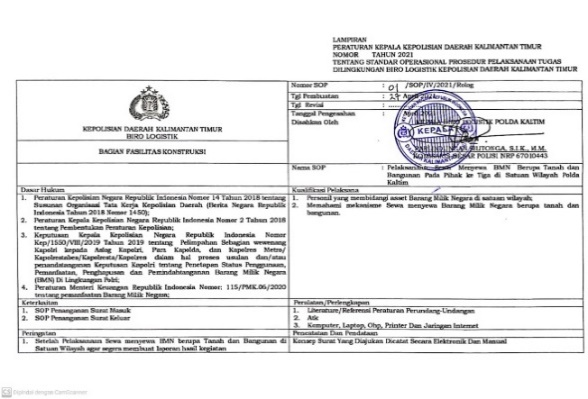 LAMPIRAN
PERATURAN KEPALA KEPOLISIAN DAERAH KALIMANTAN TIMUR
NOMOR TAHUN 2021
TENTANG STANDAR OPERASIONAL PROSEDUR PELAKSANAAN TUGAS
DILINGKUNGAN BIRO LOGISTIK KEPOLISIAN DAERAH KALIMANTAN TIMUR
KEPOLISIAN DAERAH KALIMANTAN TIMUR
BIRO LOGISTIK
BAGIAN FASILITAS KONSTRUKSI
Nomor SOP : 01 /SOP/IV/2021/Rolog
Tgl Pembuatan : April
Tgl Revisi :
Tanggal Pengesahan : April
Disahkan Oleh LOGISTIK POLDA KALTIM
KEPALA
S.I.K., M.M.
BESAR POLISI NRP 67010443
Nama SOP : Pelaksanaan Sewa Menyewa BMN Berupa Tanah dan
Bangunan Pada Pihak ke Tiga di Satuan Wilayah Polda
Kaltim
Dasar Hukum
1. Peraturan Kepolisian Negara Republik Indonesia Nomor 14 Tahun 2018 tentang
Susunan Organisasi Tata Kerja Kepolisian Daerah (Berita Negara Republik
Indonesia Tahun 2018 Nomor 1450);
2. Peraturan Kepala Kepolisian Negara Republik Indonesia Nomor 2 Tahun 2018
tentang Pembentukan Peraturan Kepolisian;
3. Keputusan Kepala Kepolisian Negara Republik Indonesia Nomor
Kep/1550/VIII/2019 Tahun 2019 tentang Pelimpahan Sebagian wewenang
Kapolri kepada Aslog Kapolri, Para Kapolda, dan Kapolres Metro/
Kapolrestabes/Kapolresta/Kapolres dalam hal proses usulan dan/atau
penandatanganan Keputusan Kapolri tentang Penetapan Status Penggunaan,
Pemanfaatan, Penghapusan dan Pemindahtanganan Barang Milik Negara
(BMN) Di Lingkungan Polri;
4. Peraturan Menteri Keuangan Republik Indonesia Nomor: 115/PMK.06/2020
tentang pemanfaatan Barang Milik Negara;
Kualifikasi Pelaksana
1. Personil yang membidangi asset Barang Milik Negara di satuan wilayah;
2. Memahami mekanisme Sewa menyewa Barang Milik Negara berupa tanah dan
bangunan.
Keterkaitan
1. SOP Penanganan Surat Masuk
2. SOP Penanganan Surat Keluar
Peralatan/Perlengkapan
1. Literature/Referensi Peraturan Perundang-Undangan
2. Atk
3. Komputer, Laptop, Ohp, Printer Dan Jaringan Internet
Peringatan
1. Setelah Pelaksanaan Sewa menyewa BMN berupa Tanah dan Bangunan di
Satuan Wilayah agar segera membuat laporan hasil kegiatan
Pencatatan Dan Pendataan
Konsep Surat Yang Diajukan Dicatat Secara Elektronik Dan Manual
CS Dipindai dengan CamScanner